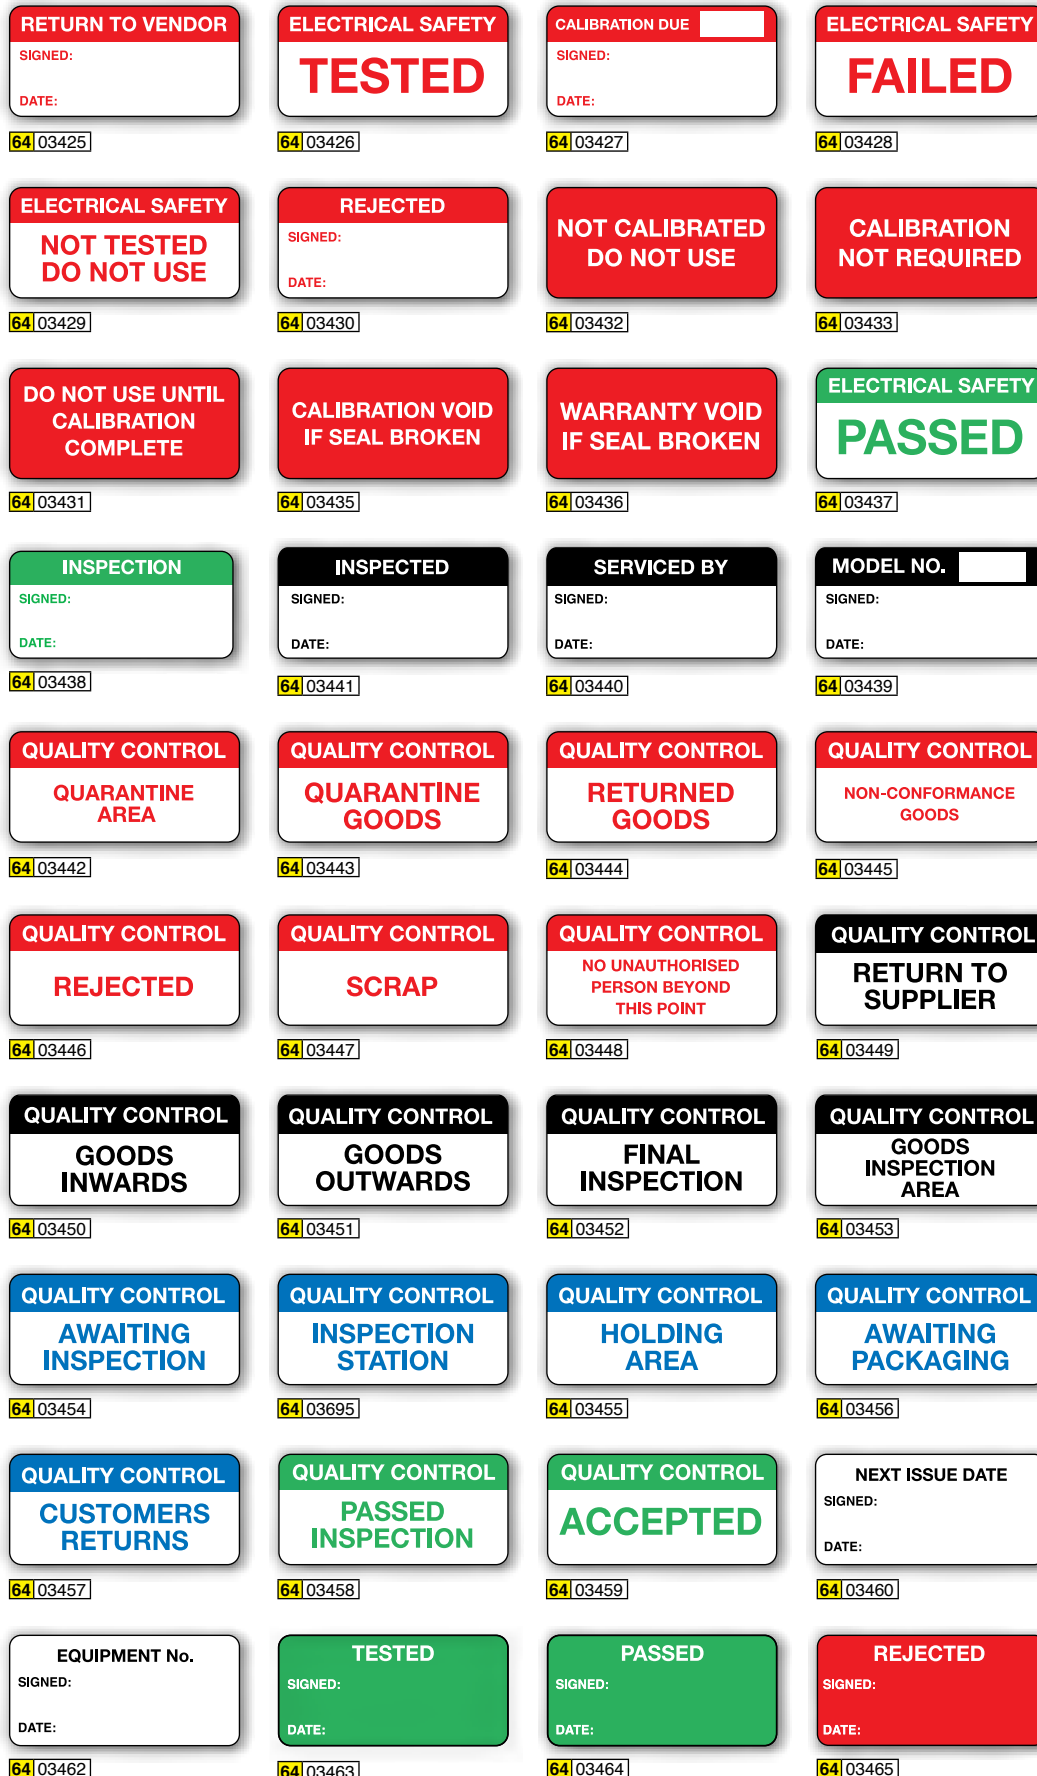 RETURN TO VENDOR
SIGNED:
DATE:
64 03425
ELECTRICAL SAFETY
TESTED
64 03426
CALIBRATION DUE
SIGNED:
DATE:
64 03427
ELECTRICAL SAFETY
FAILED
64 03428
ELECTRICAL SAFETY
NOT TESTED
DO NOT USE
64 03429
REJECTED
SIGNED:
DATE:
64 03430
NOT CALIBRATED
DO NOT USE
64 03432
CALIBRATION
NOT REQUIRED
64 03433
DO NOT USE UNTIL
CALIBRATION
COMPLETE
64 03431
CALIBRATION VOID
IF SEAL BROKEN
64 03435
WARRANTY VOID
IF SEAL BROKEN
64 03436
ELECTRICAL SAFETY
PASSED
64 03437
INSPECTION
SIGNED:
DATE:
64 03438
INSPECTED
SIGNED:
DATE:
64 03441
SERVICED BY
SIGNED:
DATE:
64 03440
MODEL NO.
SIGNED:
DATE:
64 03439
QUALITY CONTROL
QUARANTINE
AREA
64 03442
QUALITY CONTROL
QUARANTINE
GOODS
64 03443
QUALITY CONTROL
RETURNED
GOODS
64 03444
QUALITY CONTROL
NON-CONFORMANCE
GOODS
64 03445
QUALITY CONTROL
REJECTED
64 03446
QUALITY CONTROL
SCRAP
64 03447
QUALITY CONTROL
NO UNAUTHORISED
PERSON BEYOND
THIS POINT
64 03448
QUALITY CONTROL
RETURN TO
SUPPLIER
64 03449
QUALITY CONTROL
GOODS
INWARDS
64 03450
QUALITY CONTROL
GOODS
OUTWARDS
64 03451
QUALITY CONTROL
FINAL
INSPECTION
64 03452
QUALITY CONTROL
GOODS
INSPECTION
AREA
64 03453
QUALITY CONTROL
AWAITING
INSPECTION
64 03454
QUALITY CONTROL
INSPECTION
STATION
64 03695
QUALITY CONTROL
HOLDING
AREA
64 03455
QUALITY CONTROL
AWAITING
PACKAGING
64 03456
QUALITY CONTROL
CUSTOMERS
RETURNS
64 03457
QUALITY CONTROL
PASSED
INSPECTION
64 03458
QUALITY CONTROL
ACCEPTED
64 03459
NEXT ISSUE DATE
SIGNED:
DATE:
64 03460
EQUIPMENT No.
SIGNED:
DATE:
64 03462
TESTED
SIGNED:
DATE:
64 03463
PASSED
SIGNED:
DATE:
64 03464
REJECTED
SIGNED:
DATE:
64 03465